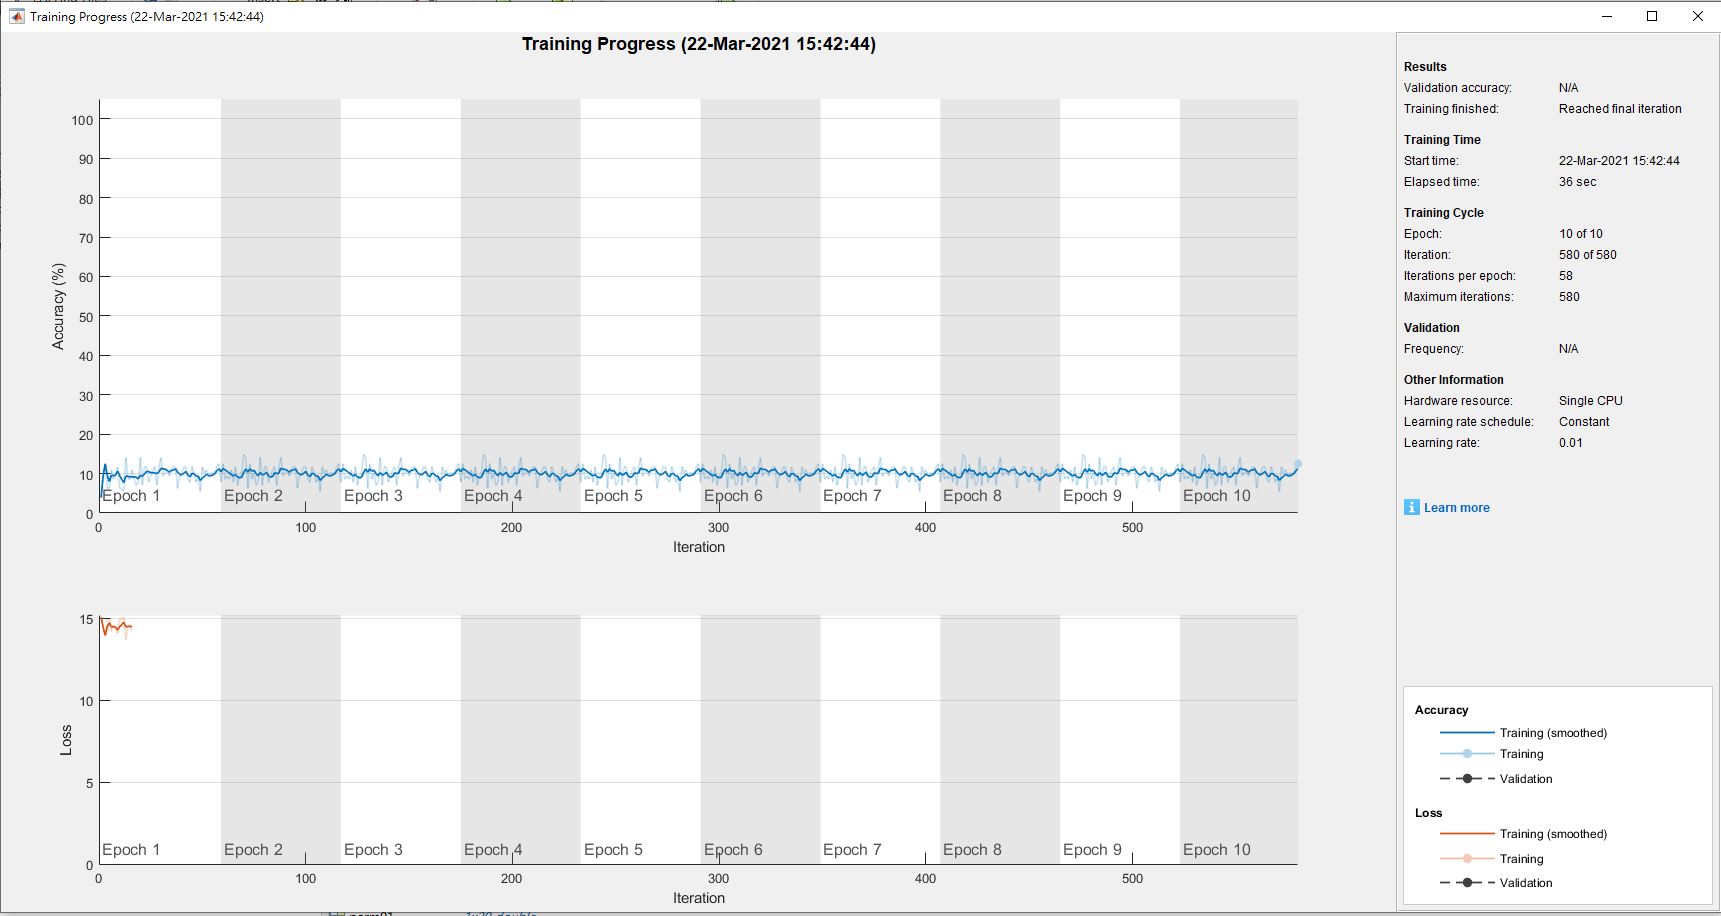 Training Progress (22-Mar-2021 15:42:44)
Training Progress (22-Mar-2021 15:42:44)
100
90
80
70
60
50
40
30
20
10
0
Accuracy (%)
Epoch 1
Epoch 2
Epoch 3
Epoch 4
Epoch 5
Epoch 6
Epoch 7
Epoch 8
Epoch 9
Epoch 10
0
100
200
300
400
500
Iteration
15
10
5
0
Loss
Epoch 1
Epoch 2
Epoch 3
Epoch 4
Epoch 5
Epoch 6
Epoch 7
Epoch 8
Epoch 9
Epoch 10
0
100
200
300
400
500
Iteration
Results
Validation accuracy: N/A
Training finished: Reached final iteration
Training Time
Start time: 22-Mar-2021 15:42:44
Elapsed time: 36 sec
Training Cycle
Epoch: 10 of 10
Iteration: 580 of 580
Iterations per epoch: 58
Maximum iterations: 580
Validation
Frequency: N/A
Other Information
Hardware resource: Single CPU
Learning rate schedule: Constant
Learning rate: 0.01
i Learn more
Accuracy
Training (smoothed)
Training
Validation
Loss
Training (smoothed)
Training
Validation